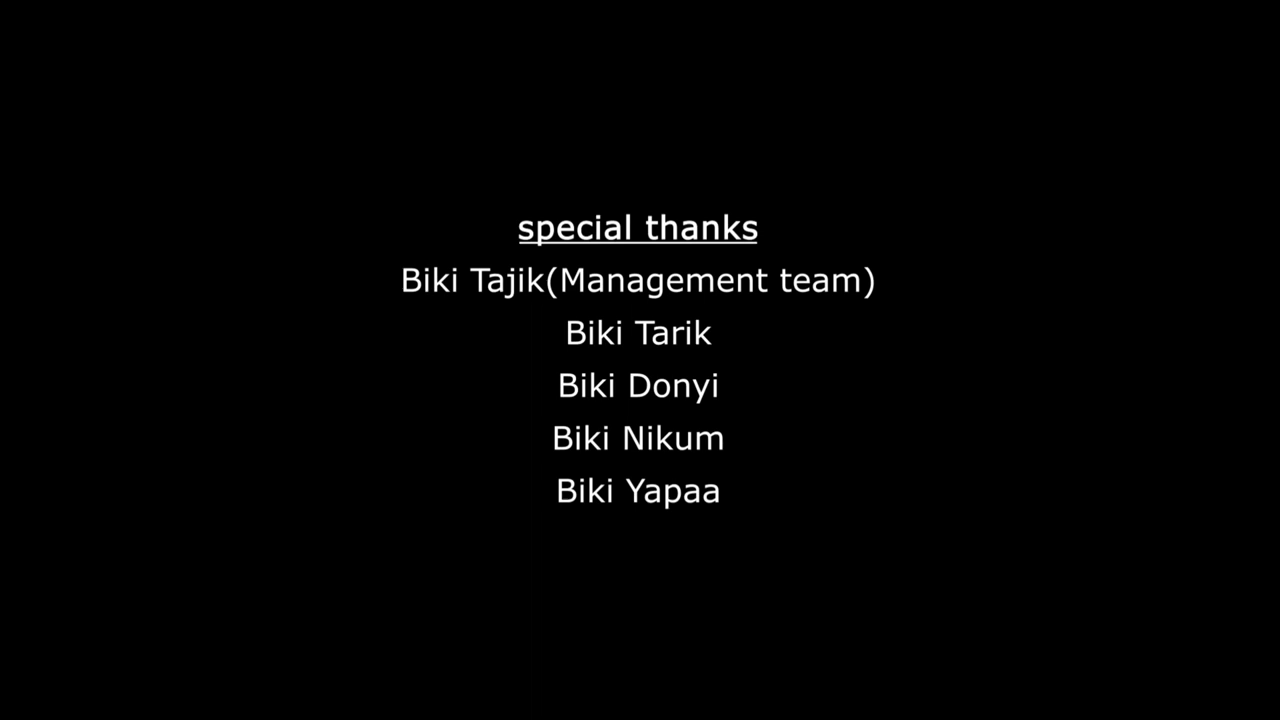 special thanks
Biki Tajik(Management team)
Biki Tarik
Biki Donyi
Biki Nikum
Biki Yapaa